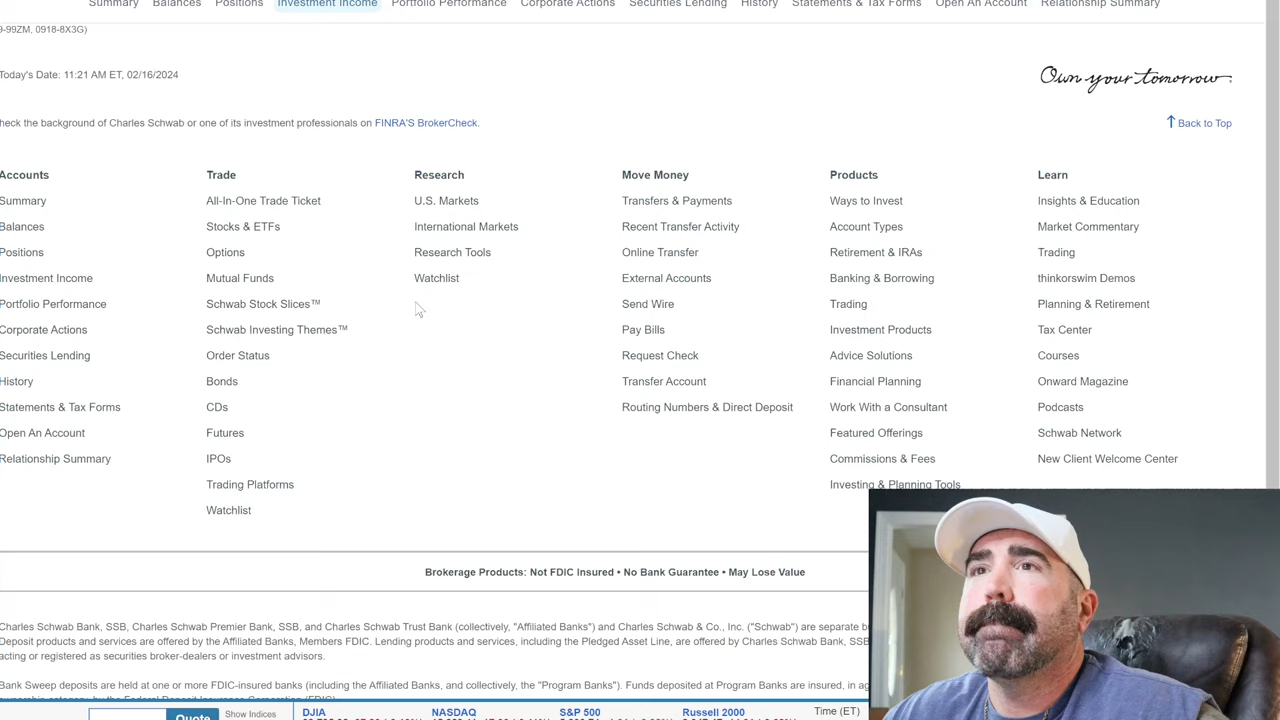 Summary Balances Positions Investment Income Portfolio Performance Corporate Actions Securities Lending History Statements & Tax Forms Open An Account Relationship Summary
9-99ZM, 0918-8X3G)
Today's Date: 11:21 AM ET, 02/16/2024
Own your tomorrow.
heck the background of Charles Schwab or one of its investment professionals on FINRA'S BrokerCheck.
Back to Top
Accounts Trade Research Move Money Products Learn
Summary All-In-One Trade Ticket U.S. Markets Transfers & Payments Ways to Invest Insights & Education
Balances Stocks & ETFs International Markets Recent Transfer Activity Account Types Market Commentary
Positions Options Research Tools Online Transfer Retirement & IRAs Trading
Investment Income Mutual Funds Watchlist External Accounts Banking & Borrowing thinkorswim Demos
Portfolio Performance Schwab Stock Slices™ Send Wire Trading Planning & Retirement
Corporate Actions Schwab Investing Themes™ Pay Bills Investment Products Tax Center
Securities Lending Order Status Request Check Advice Solutions Courses
History Bonds Transfer Account Financial Planning Onward Magazine
Statements & Tax Forms CDs Routing Numbers & Direct Deposit Work With a Consultant Podcasts
Open An Account Futures Featured Offerings Schwab Network
Relationship Summary IPOs Commissions & Fees New Client Welcome Center
Trading Platforms Investing & Planning Tools
Watchlist
Brokerage Products: Not FDIC Insured • No Bank Guarantee • May Lose Value
Charles Schwab Bank, SSB, Charles Schwab Premier Bank, SSB, and Charles Schwab Trust Bank (collectively, "Affiliated Banks") and Charles Schwab & Co., Inc. ("Schwab") are separate
Deposit products and services are offered by the Affiliated Banks, Members FDIC. Lending products and services, including the Pledged Asset Line, are offered by Charles Schwab Bank, SSB
acting or registered as securities broker-dealers or investment advisors.
Bank Sweep deposits are held at one or more FDIC-insured banks (including the Affiliated Banks, and collectively, the "Program Banks"). Funds deposited at Program Banks are insured, in
Quote Show Indices DJIA NASDAQ S&P 500 Russell 2000 Time (ET)